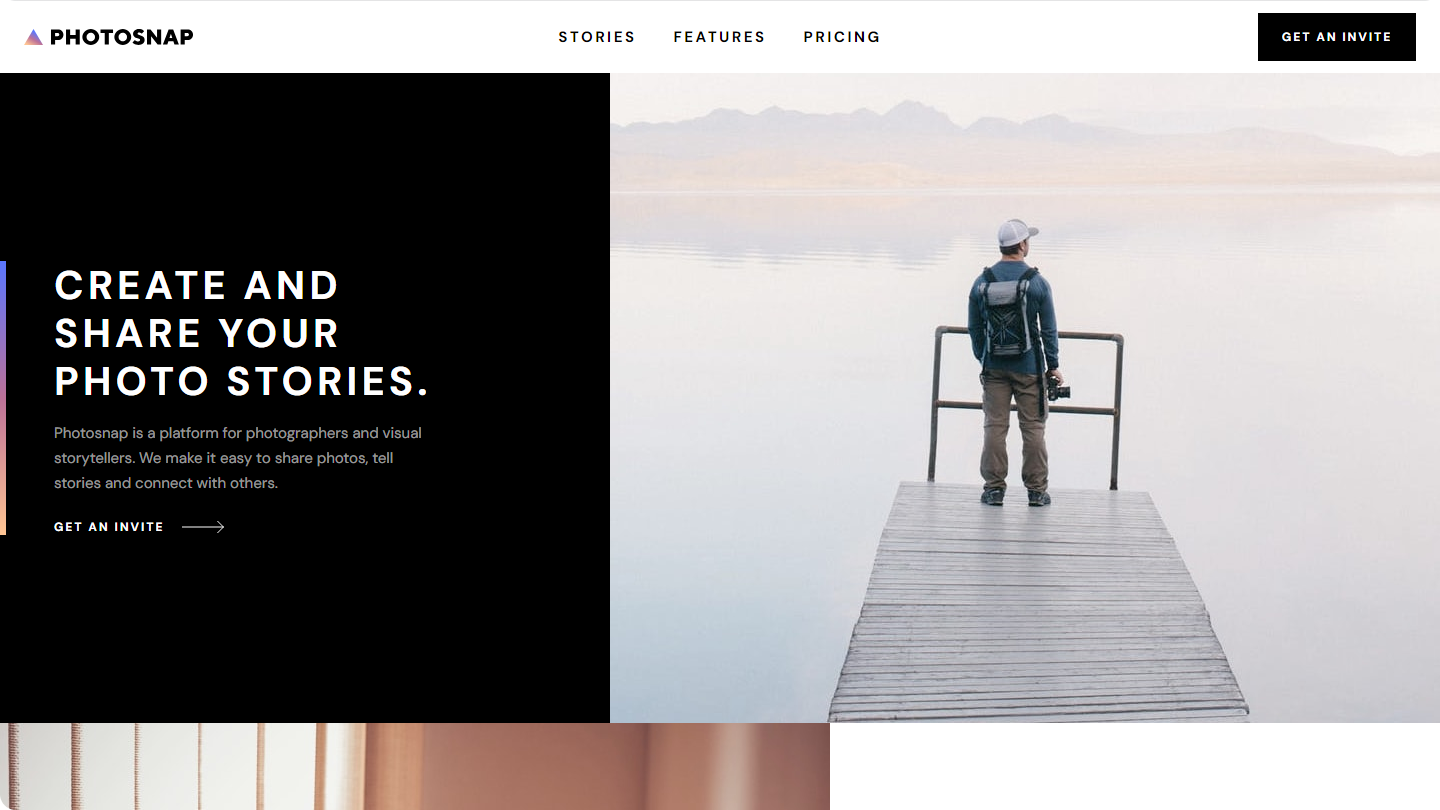 PHOTOSNAP
STORIES
FEATURES
PRICING
GET AN INVITE
CREATE AND
SHARE YOUR
PHOTO STORIES.
Photosnap is a platform for photographers and visual
storytellers. We make it easy to share photos, tell
stories and connect with others.
GET AN INVITE